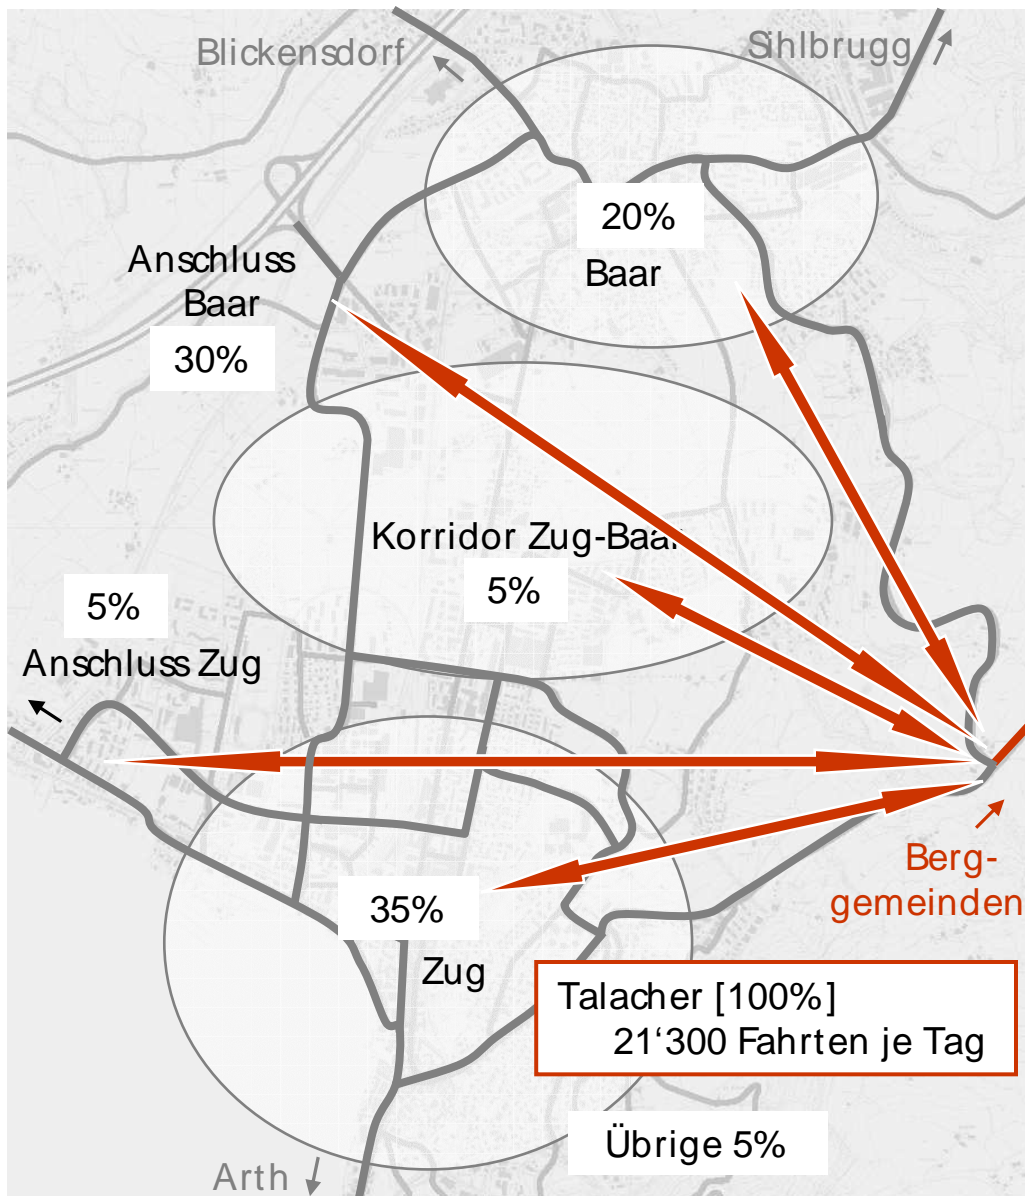 Blickensdorf
Sihlbrugg
20%
Baar
Anschluss
Baar
30%
Korridor Zug-Baar
5%
5%
Anschluss Zug
Berg-
gemeinden
35%
Zug
Talacher [100%]
21‘300 Fahrten je Tag
Übrige 5%
Arth